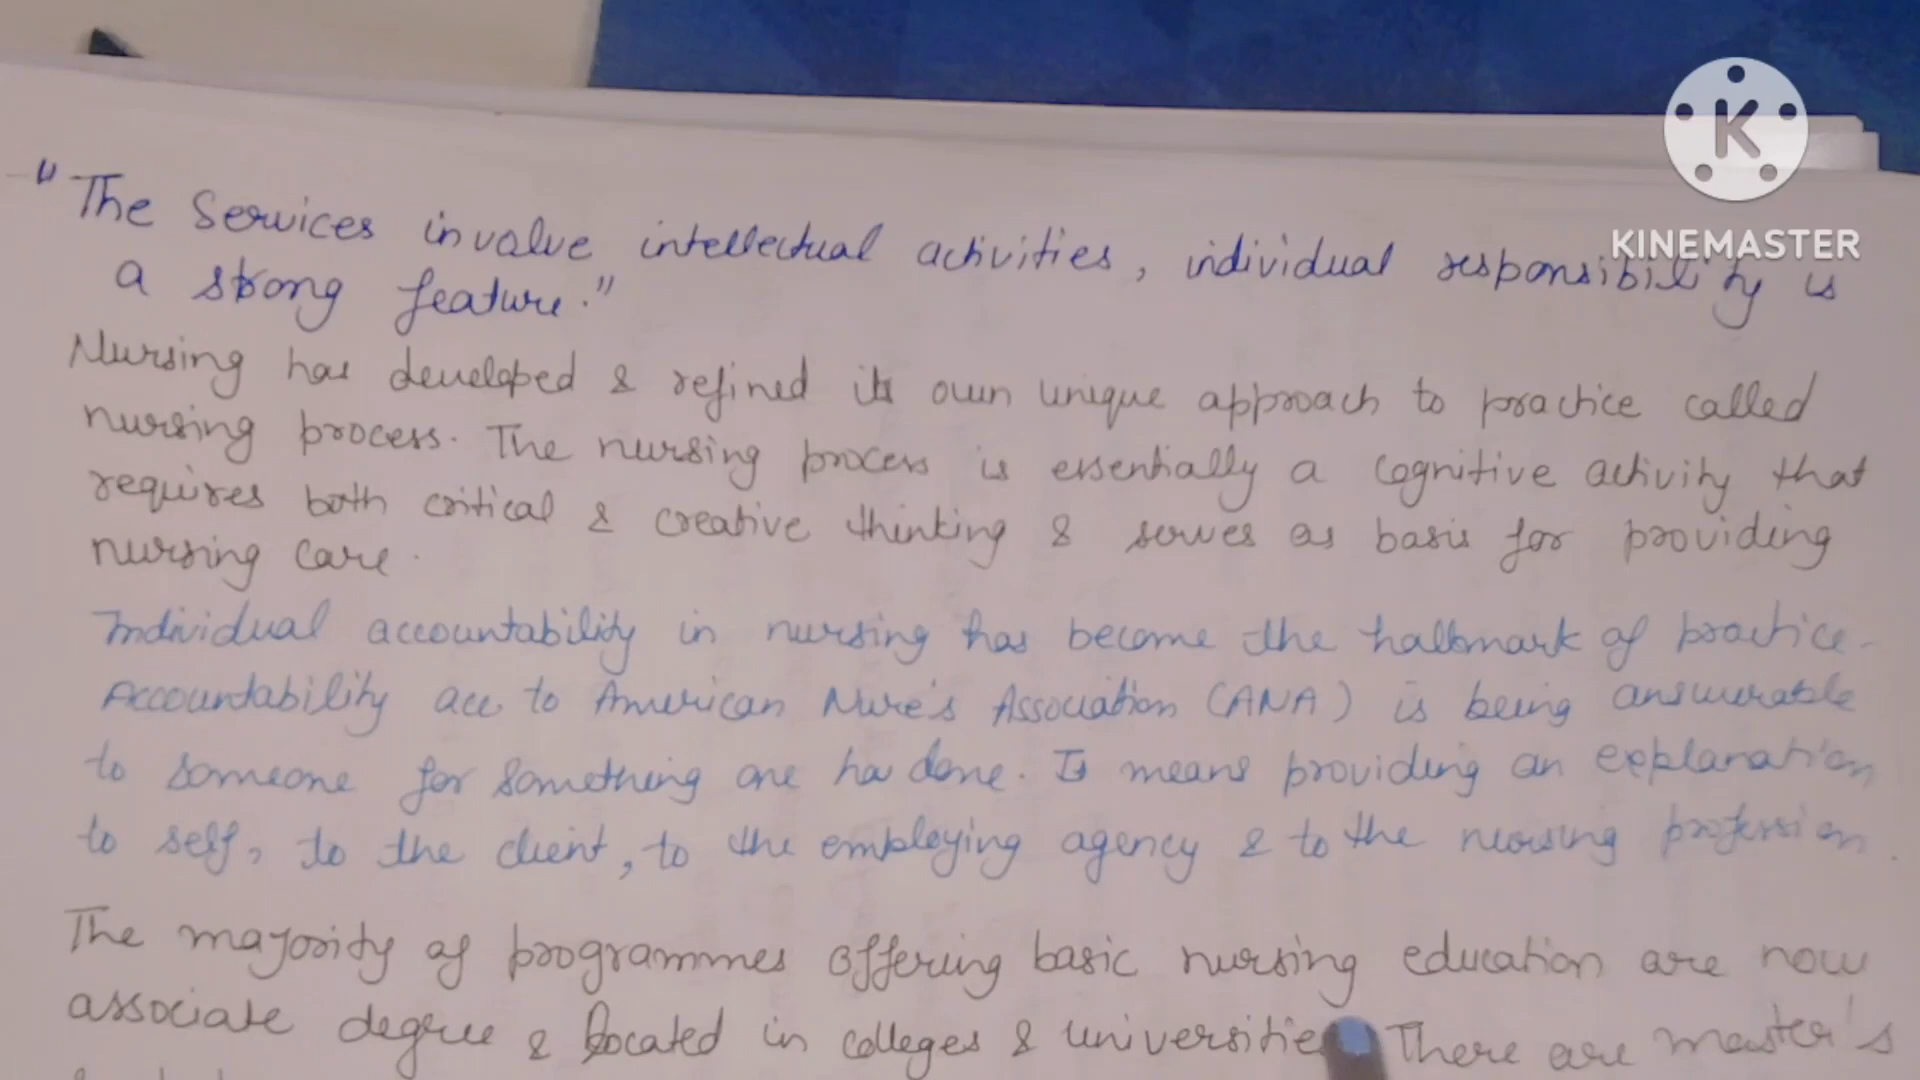 KINEMASTER
"The Services involve intellectual activities, individual responsibility is
a strong feature."
Nursing has developed & refined its own unique approach to practice called
nursing process. The nursing process is essentially a cognitive activity that
requires both critical & creative thinking & serves as basis for providing
nursing care.
Individual accountability in nursing has become the hallmark of practice.
Accountability acc to American Nurse's Association (ANA) is being answerable
to someone for something one has done. It means providing an explanation
to self, to the client, to the employing agency & to the nursing profession.
The majority of programmes offering basic nursing education are now
associate degree & located in colleges & universities There are master's